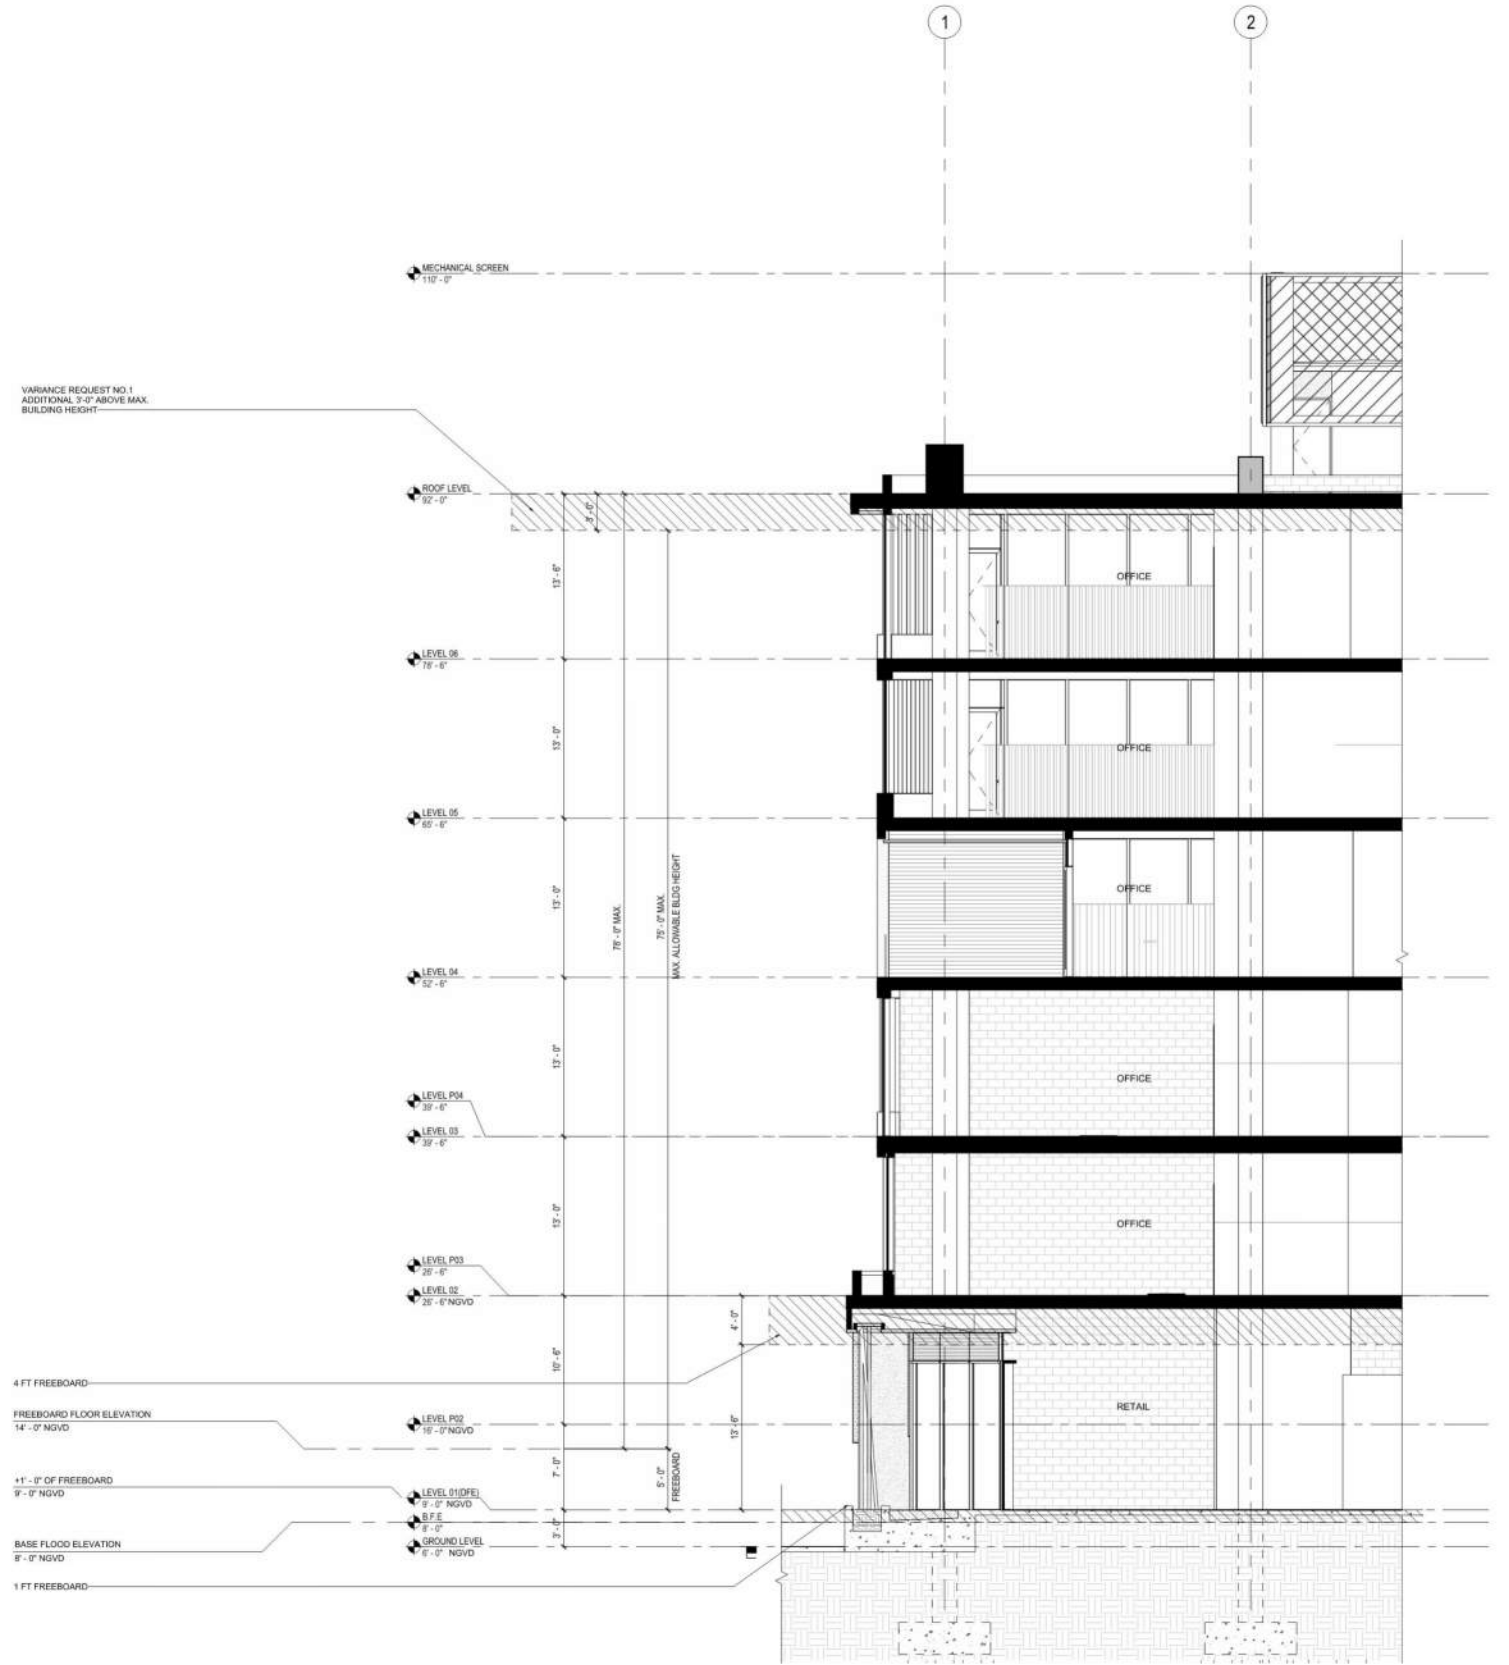 1
2
MECHANICAL SCREEN
110' - 0"
VARIANCE REQUEST NO.1
ADDITIONAL 3'-0" ABOVE MAX.
BUILDING HEIGHT
ROOF LEVEL
92' - 0"
3' - 0"
13' - 6"
OFFICE
LEVEL 06
78' - 6"
13' - 0"
OFFICE
LEVEL 05
65' - 6"
13' - 0"
OFFICE
78' - 0" MAX.
75' - 0" MAX.
MAX. ALLOWABLE BLDG HEIGHT
LEVEL 04
52' - 6"
13' - 0"
OFFICE
LEVEL P04
39' - 6"
LEVEL 03
39' - 6"
13' - 0"
OFFICE
LEVEL P03
26' - 6"
LEVEL 02
26' - 6" NGVD
4' - 0"
10' - 6"
4 FT FREEBOARD
FREEBOARD FLOOR ELEVATION
14' - 0" NGVD
LEVEL P02
16' - 0" NGVD
RETAIL
13' - 6"
7' - 0"
5' - 0"
FREEBOARD
+1' - 0" OF FREEBOARD
9' - 0" NGVD
LEVEL 01(DFE)
9' - 0" NGVD
B.F.E
8' - 0"
3' - 0"
GROUND LEVEL
6' - 0" NGVD
BASE FLOOD ELEVATION
8' - 0" NGVD
1 FT FREEBOARD